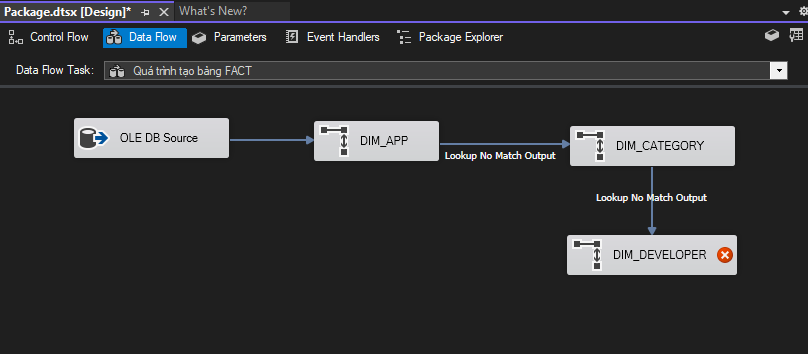 Package.dtsx [Design]*
What's New?
Control Flow
Data Flow
Parameters
Event Handlers
Package Explorer
Data Flow Task:
Quá trình tạo bảng FACT
OLE DB Source
DIM_APP
Lookup No Match Output
DIM_CATEGORY
Lookup No Match Output
DIM_DEVELOPER